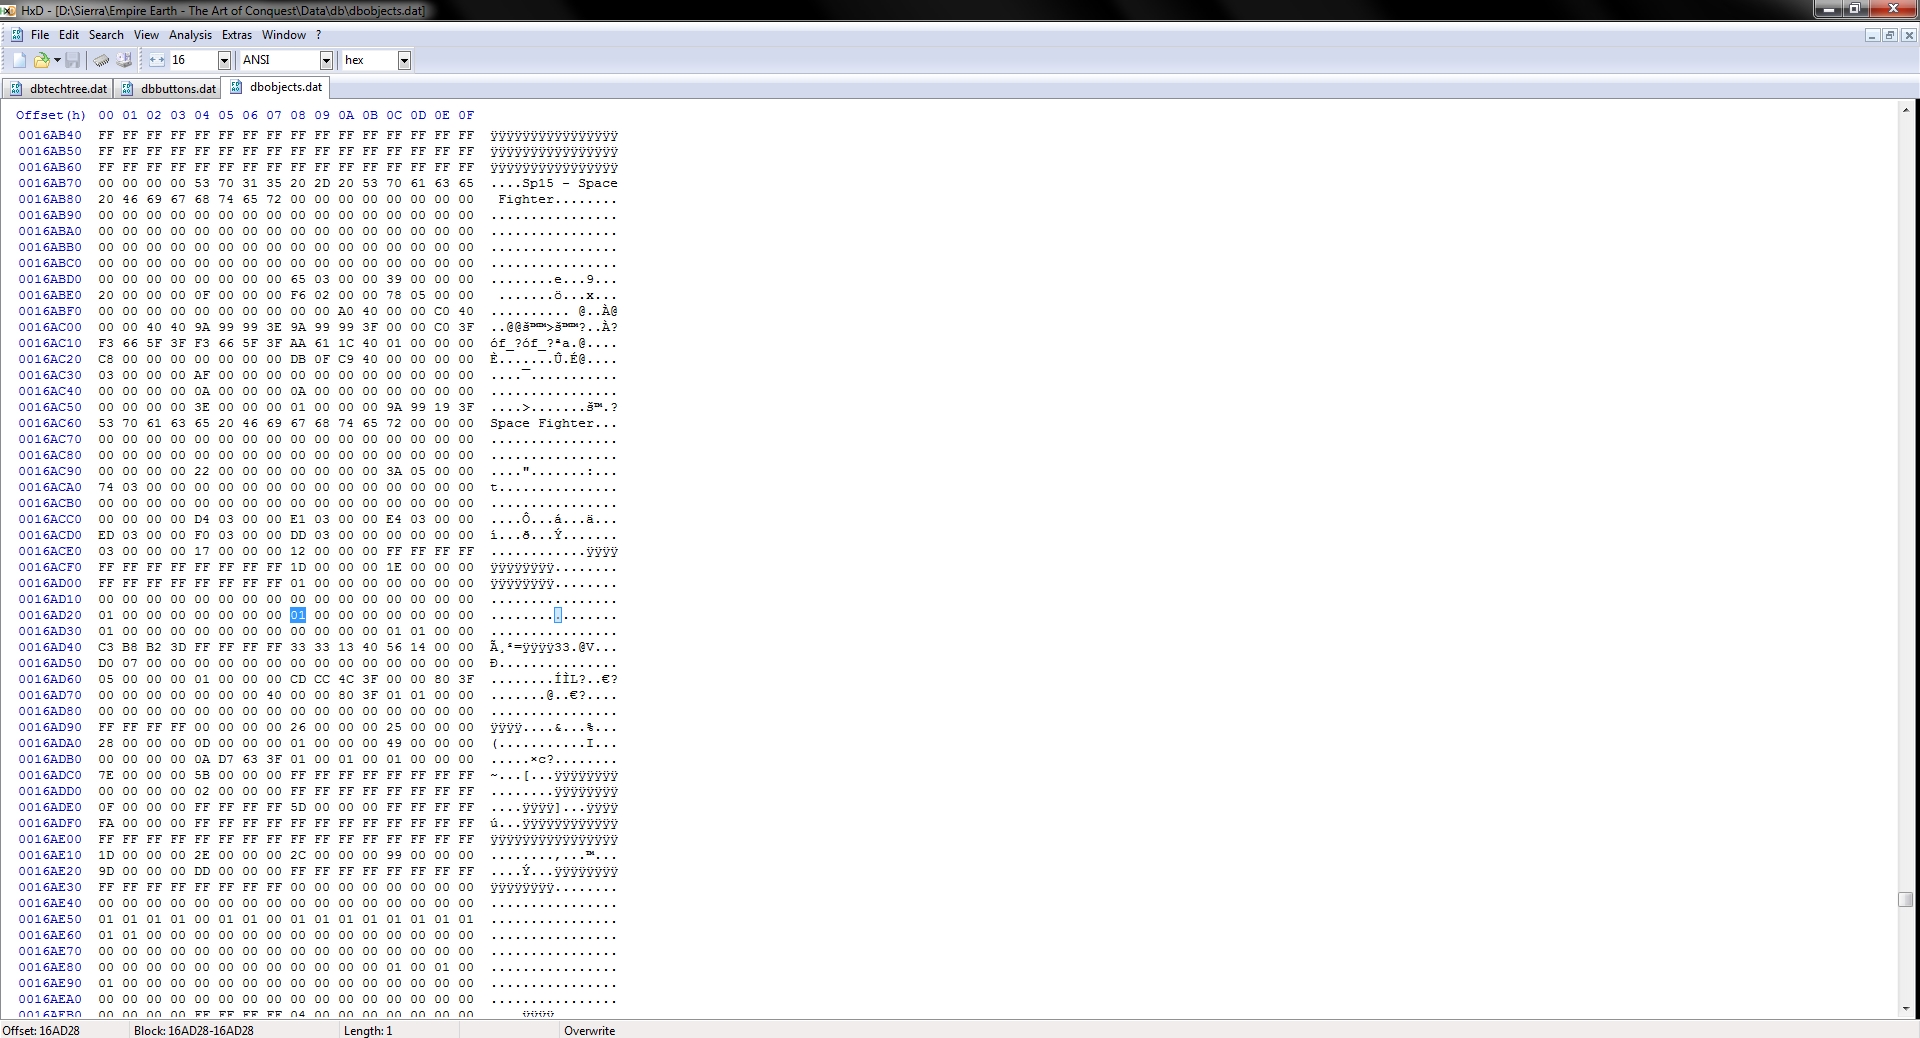 HxD - [D:\Sierra\Empire Earth - The Art of Conquest\Data\db\dbobjects.dat]
File Edit Search View Analysis Extras Window ?
16 ANSI hex
dbtechtree.dat dbbuttons.dat dbobjects.dat
Offset(h) 00 01 02 03 04 05 06 07 08 09 0A 0B 0C 0D 0E 0F
0016AB40 FF FF FF FF FF FF FF FF FF FF FF FF FF FF FF FF ÿÿÿÿÿÿÿÿÿÿÿÿÿÿÿÿ
0016AB50 FF FF FF FF FF FF FF FF FF FF FF FF FF FF FF FF ÿÿÿÿÿÿÿÿÿÿÿÿÿÿÿÿ
0016AB60 FF FF FF FF FF FF FF FF FF FF FF FF FF FF FF FF ÿÿÿÿÿÿÿÿÿÿÿÿÿÿÿÿ
0016AB70 00 00 00 00 53 70 31 35 20 2D 20 53 70 61 63 65 ....Sp15 - Space
0016AB80 20 46 69 67 68 74 65 72 00 00 00 00 00 00 00 00  Fighter........
0016AB90 00 00 00 00 00 00 00 00 00 00 00 00 00 00 00 00 ................
0016ABA0 00 00 00 00 00 00 00 00 00 00 00 00 00 00 00 00 ................
0016ABB0 00 00 00 00 00 00 00 00 00 00 00 00 00 00 00 00 ................
0016ABC0 00 00 00 00 00 00 00 00 00 00 00 00 00 00 00 00 ................
0016ABD0 00 00 00 00 00 00 00 00 65 03 00 00 39 00 00 00 ........e...9...
0016ABE0 20 00 00 00 0F 00 00 00 F6 02 00 00 78 05 00 00  .......ö...x...
0016ABF0 00 00 00 00 00 00 00 00 00 00 A0 40 00 00 C0 40 .......... @..À@
0016AC00 00 00 40 40 9A 99 99 3E 9A 99 99 3F 00 00 C0 3F ..@@š™™>š™™?..À?
0016AC10 F3 66 5F 3F F3 66 5F 3F AA 61 1C 40 01 00 00 00 óf_?óf_?ªa.@....
0016AC20 C8 00 00 00 00 00 00 00 DB 0F C9 40 00 00 00 00 È.......Û.É@....
0016AC30 03 00 00 00 AF 00 00 00 00 00 00 00 00 00 00 00 ....¯...........
0016AC40 00 00 00 00 0A 00 00 00 0A 00 00 00 00 00 00 00 ................
0016AC50 00 00 00 00 3E 00 00 00 01 00 00 00 9A 99 19 3F ....>.......š™.?
0016AC60 53 70 61 63 65 20 46 69 67 68 74 65 72 00 00 00 Space Fighter...
0016AC70 00 00 00 00 00 00 00 00 00 00 00 00 00 00 00 00 ................
0016AC80 00 00 00 00 00 00 00 00 00 00 00 00 00 00 00 00 ................
0016AC90 00 00 00 00 22 00 00 00 00 00 00 00 3A 05 00 00 ....".......:...
0016ACA0 74 03 00 00 00 00 00 00 00 00 00 00 00 00 00 00 t...............
0016ACB0 00 00 00 00 00 00 00 00 00 00 00 00 00 00 00 00 ................
0016ACC0 00 00 00 00 D4 03 00 00 E1 03 00 00 E4 03 00 00 ....Ô...á...ä...
0016ACD0 ED 03 00 00 F0 03 00 00 DD 03 00 00 00 00 00 00 í...ð...Ý.......
0016ACE0 03 00 00 00 17 00 00 00 12 00 00 00 FF FF FF FF ............ÿÿÿÿ
0016ACF0 FF FF FF FF FF FF FF FF 1D 00 00 00 1E 00 00 00 ÿÿÿÿÿÿÿÿ........
0016AD00 FF FF FF FF FF FF FF FF 01 00 00 00 00 00 00 00 ÿÿÿÿÿÿÿÿ........
0016AD10 00 00 00 00 00 00 00 00 00 00 00 00 00 00 00 00 ................
0016AD20 01 00 00 00 00 00 00 00 01 00 00 00 00 00 00 00 ................
0016AD30 01 00 00 00 00 00 00 00 00 00 00 00 01 01 00 00 ................
0016AD40 C3 B8 B2 3D FF FF FF FF 33 33 13 40 56 14 00 00 Ã¸²=ÿÿÿÿ33.@V...
0016AD50 D0 07 00 00 00 00 00 00 00 00 00 00 00 00 00 00 Ð...............
0016AD60 05 00 00 00 01 00 00 00 CD CC 4C 3F 00 00 80 3F ........ÍÌL?..€?
0016AD70 00 00 00 00 00 00 00 40 00 00 80 3F 01 01 00 00 .......@..€?....
0016AD80 00 00 00 00 00 00 00 00 00 00 00 00 00 00 00 00 ................
0016AD90 FF FF FF FF 00 00 00 00 26 00 00 00 25 00 00 00 ÿÿÿÿ....&...%...
0016ADA0 28 00 00 00 0D 00 00 00 01 00 00 00 49 00 00 00 (...........I...
0016ADB0 00 00 00 00 0A D7 63 3F 01 00 01 00 01 00 00 00 .....×c?........
0016ADC0 7E 00 00 00 5B 00 00 00 FF FF FF FF FF FF FF FF ~...[...ÿÿÿÿÿÿÿÿ
0016ADD0 00 00 00 00 02 00 00 00 FF FF FF FF FF FF FF FF ........ÿÿÿÿÿÿÿÿ
0016ADE0 0F 00 00 00 FF FF FF FF 5D 00 00 00 FF FF FF FF ....ÿÿÿÿ]...ÿÿÿÿ
0016ADF0 FA 00 00 00 FF FF FF FF FF FF FF FF FF FF FF FF ú...ÿÿÿÿÿÿÿÿÿÿÿÿ
0016AE00 FF FF FF FF FF FF FF FF FF FF FF FF FF FF FF FF ÿÿÿÿÿÿÿÿÿÿÿÿÿÿÿÿ
0016AE10 1D 00 00 00 2E 00 00 00 2C 00 00 00 99 00 00 00 ........,...™...
0016AE20 9D 00 00 00 DD 00 00 00 FF FF FF FF FF FF FF FF ....Ý...ÿÿÿÿÿÿÿÿ
0016AE30 FF FF FF FF FF FF FF FF 00 00 00 00 00 00 00 00 ÿÿÿÿÿÿÿÿ........
0016AE40 00 00 00 00 00 00 00 00 00 00 00 00 00 00 00 00 ................
0016AE50 01 01 01 01 00 01 01 00 01 01 01 01 01 01 01 01 ................
0016AE60 01 01 00 00 00 00 00 00 00 00 00 00 00 00 00 00 ................
0016AE70 00 00 00 00 00 00 00 00 00 00 00 00 00 00 00 00 ................
0016AE80 00 00 00 00 00 00 00 00 00 00 00 00 01 00 01 00 ................
0016AE90 01 00 00 00 00 00 00 00 00 00 00 00 00 00 00 00 ................
0016AEA0 00 00 00 00 00 00 00 00 00 00 00 00 00 00 00 00 ................
0016AEB0 00 00 00 00 FF FF FF FF 04 00 00 00 00 00 00 00 ....ÿÿÿÿ........
Offset: 16AD28 Block: 16AD28-16AD28 Length: 1 Overwrite